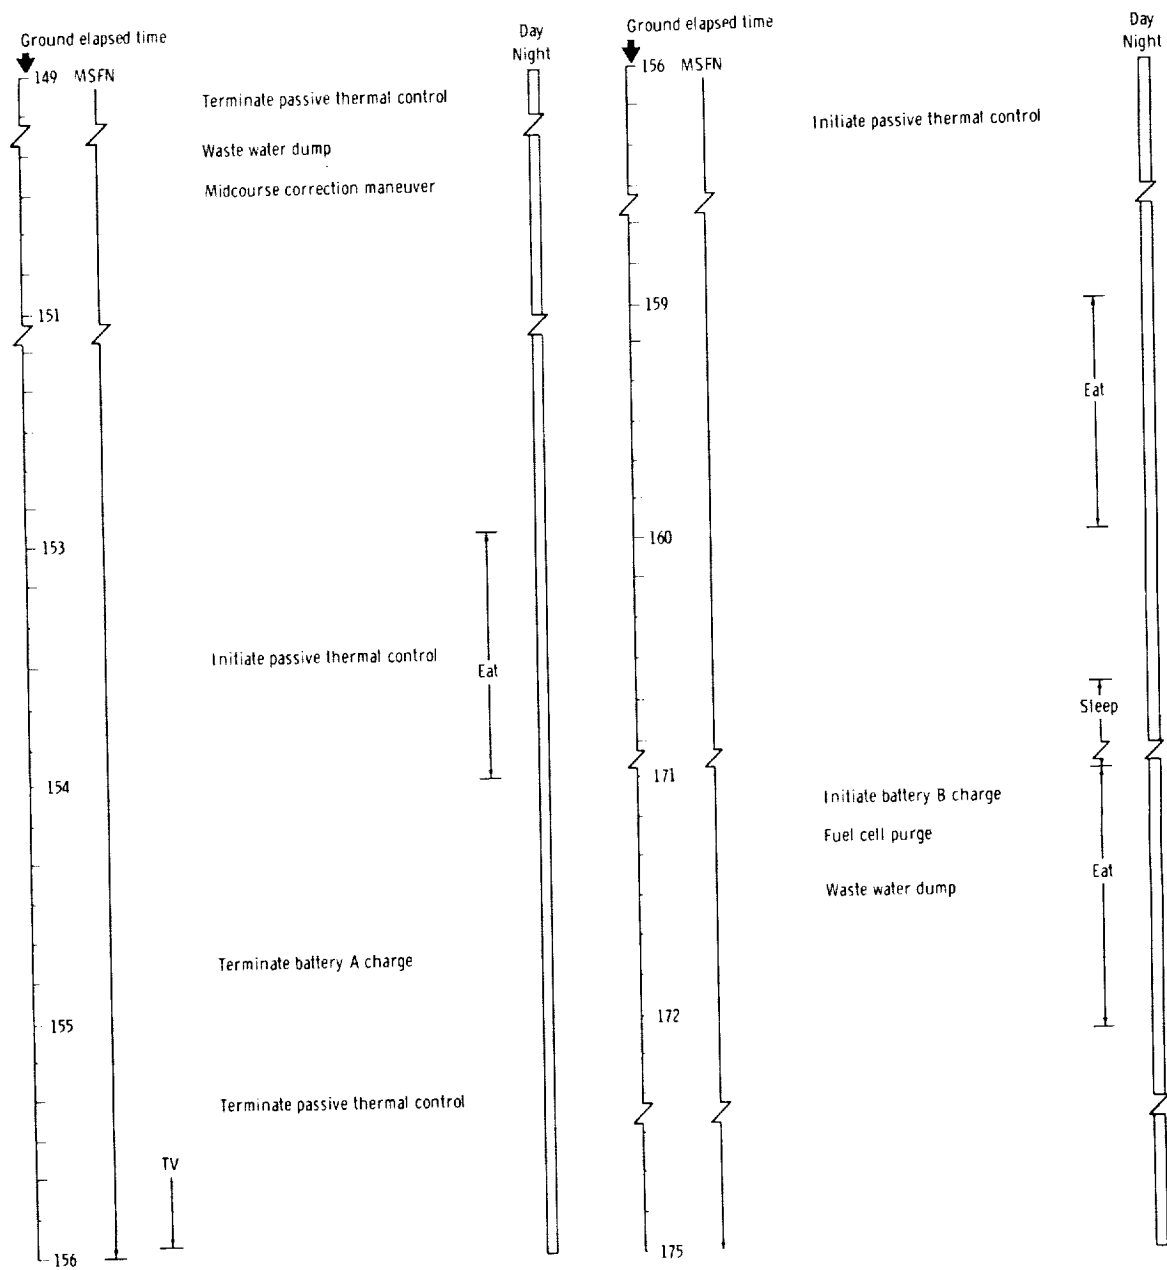 Ground elapsed time
Day
Night
149 MSFN
Terminate passive thermal control
Waste water dump
Midcourse correction maneuver
151
153
Initiate passive thermal control
Eat
154
Terminate battery A charge
155
Terminate passive thermal control
TV
156
Ground elapsed time
Day
Night
156 MSFN
Initiate passive thermal control
159
Eat
160
Sleep
171
Initiate battery B charge
Fuel cell purge
Eat
Waste water dump
172
175